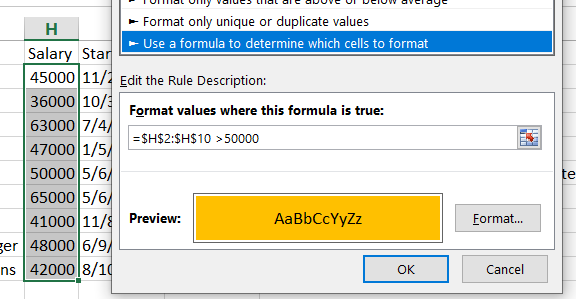 Format only values that are above or below average
► Format only unique or duplicate values
► Use a formula to determine which cells to format
Edit the Rule Description:
Format values where this formula is true:
=$H$2:$H$10 >50000
Preview:
AaBbCcYyZz
Format...
OK
Cancel
H
Salary Star
45000 11/2
36000 10/3
63000 7/4/
47000 1/5/
50000 5/6/
65000 5/6/
41000 11/8
ger 48000 6/9/
ns 42000 8/10
te